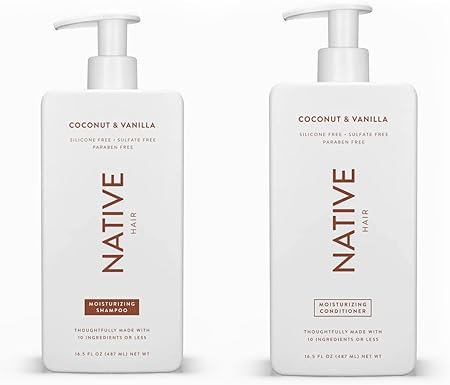 COCONUT & VANILLA
SILICONE FREE • SULFATE FREE
PARABEN FREE
NATIVE
HAIR
MOISTURIZING
SHAMPOO
THOUGHTFULLY MADE WITH
10 INGREDIENTS OR LESS
16.5 FL OZ (487 ML) NET WT
COCONUT & VANILLA
SILICONE FREE • SULFATE FREE
PARABEN FREE
NATIVE
HAIR
MOISTURIZING
CONDITIONER
THOUGHTFULLY MADE WITH
10 INGREDIENTS OR LESS
16.5 FL OZ (487 ML) NET WT